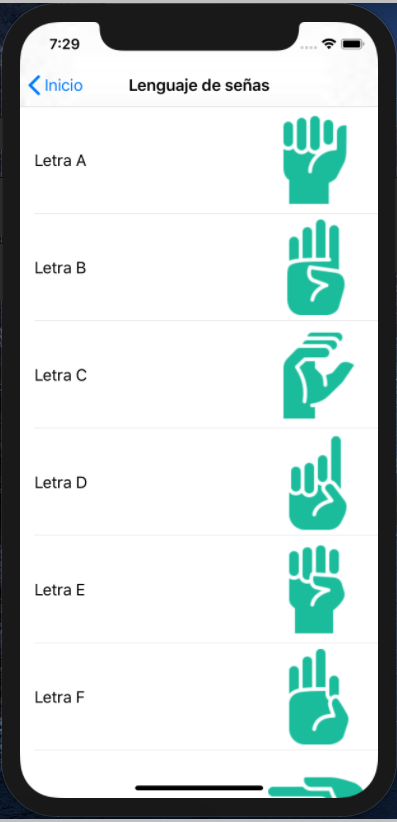 7:29
Inicio
Lenguaje de señas
Letra A
Letra B
Letra C
Letra D
Letra E
Letra F